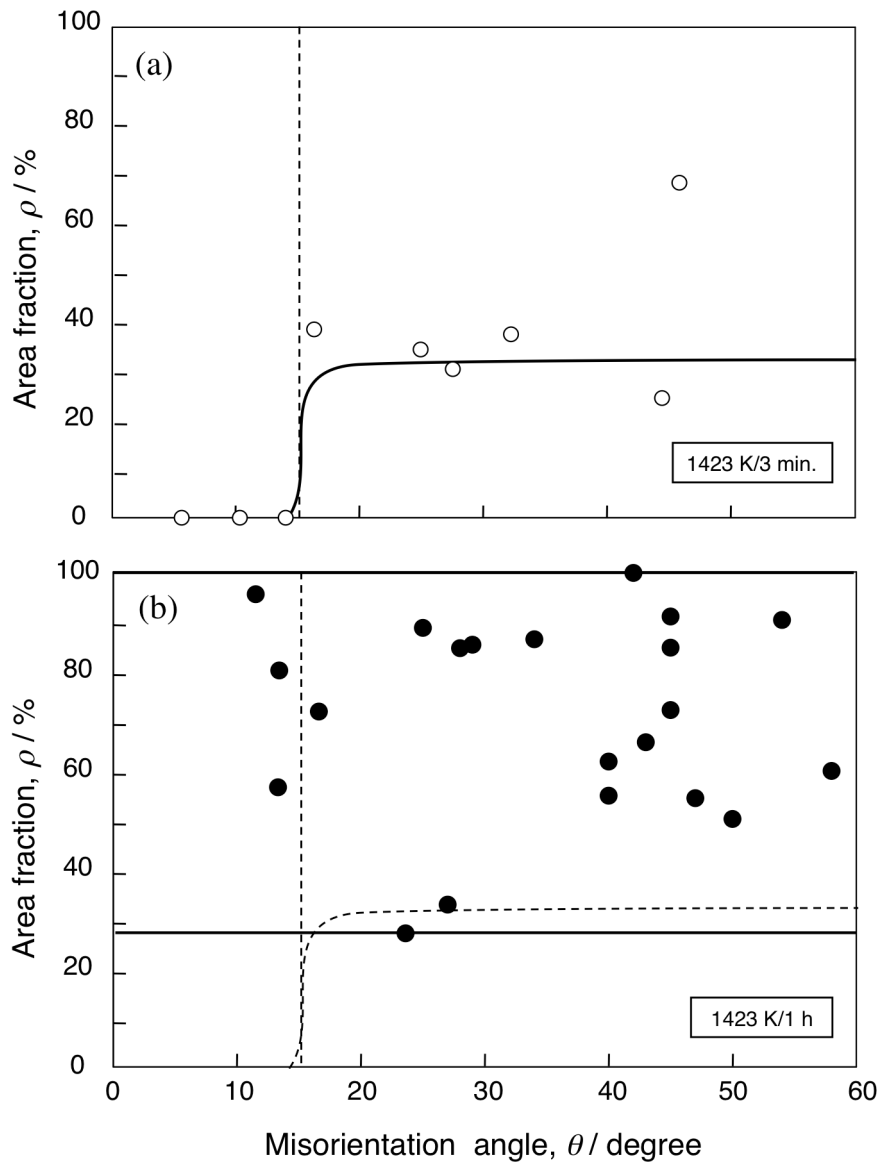 100
80
60
40
20
0
Area fraction, ρ / %
(a)
1423 K/3 min.
100
80
60
40
20
0
Area fraction, ρ / %
(b)
1423 K/1 h
0 10 20 30 40 50 60
Misorientation angle, θ / degree